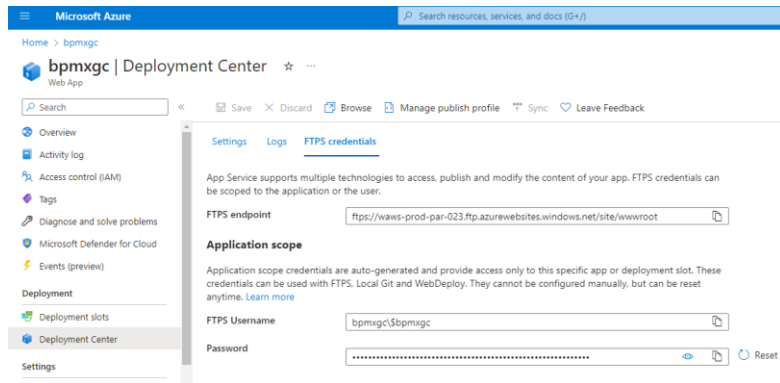 Microsoft Azure
Search resources, services, and docs (G+/)
Home > bpmxgc
bpmxgc | Deployment Center
Web App
Search
Save
Discard
Browse
Manage publish profile
Sync
Leave Feedback
Overview
Activity log
Access control (IAM)
Tags
Diagnose and solve problems
Microsoft Defender for Cloud
Events (preview)
Deployment
Deployment slots
Deployment Center
Settings
Settings
Logs
FTPS credentials
App Service supports multiple technologies to access, publish and modify the content of your app. FTPS credentials can
be scoped to the application or the user.
FTPS endpoint
ftps://waws-prod-par-023.ftp.azurewebsites.windows.net/site/wwwroot
Application scope
Application scope credentials are auto-generated and provide access only to this specific app or deployment slot. These
credentials can be used with FTPS, Local Git and WebDeploy. They cannot be configured manually, but can be reset
anytime. Learn more
FTPS Username
bpmxgc\$bpmxgc
Password
Reset